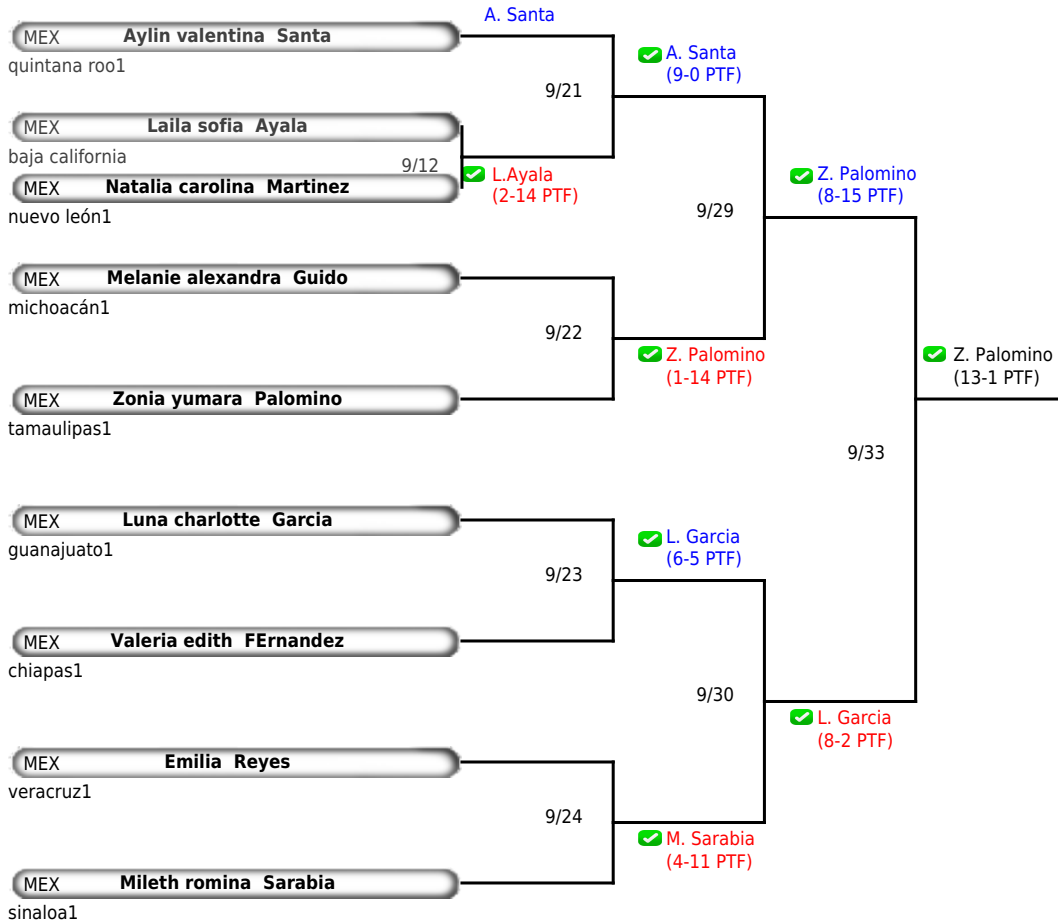 A. Santa
MEX Aylin valentina  Santa
quintana roo1
A. Santa
(9-0 PTF)
9/21
MEX Laila sofia  Ayala
baja california
9/12
L.Ayala
(2-14 PTF)
MEX Natalia carolina  Martinez
nuevo león1
Z. Palomino
(8-15 PTF)
9/29
MEX Melanie alexandra  Guido
michoacán1
9/22
Z. Palomino
(1-14 PTF)
Z. Palomino
(13-1 PTF)
MEX Zonia yumara  Palomino
tamaulipas1
9/33
MEX Luna charlotte  Garcia
guanajuato1
L. Garcia
(6-5 PTF)
9/23
MEX Valeria edith  FErnandez
chiapas1
9/30
L. Garcia
(8-2 PTF)
MEX Emilia  Reyes
veracruz1
9/24
M. Sarabia
(4-11 PTF)
MEX Mileth romina  Sarabia
sinaloa1